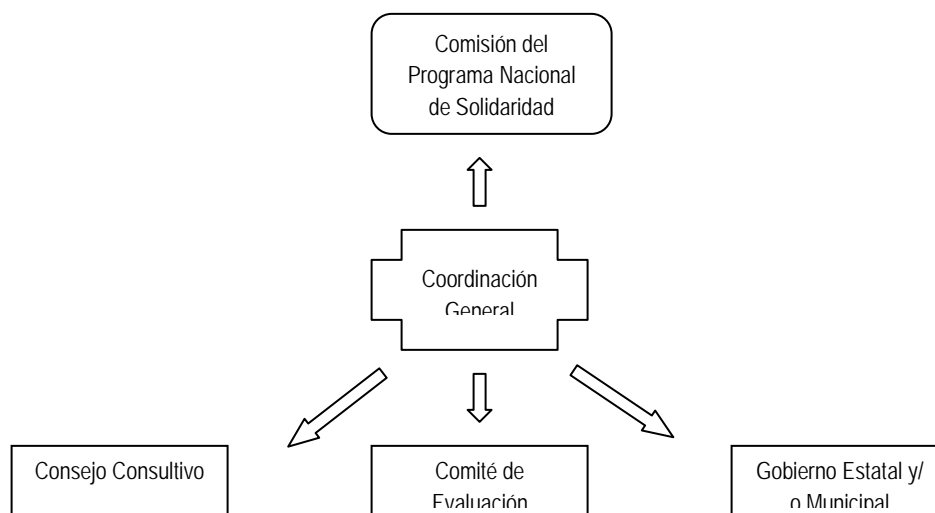 Comisión del
Programa Nacional
de Solidaridad
Coordinación
General
Consejo Consultivo
Comité de
Evaluación
Gobierno Estatal y/
o Municipal